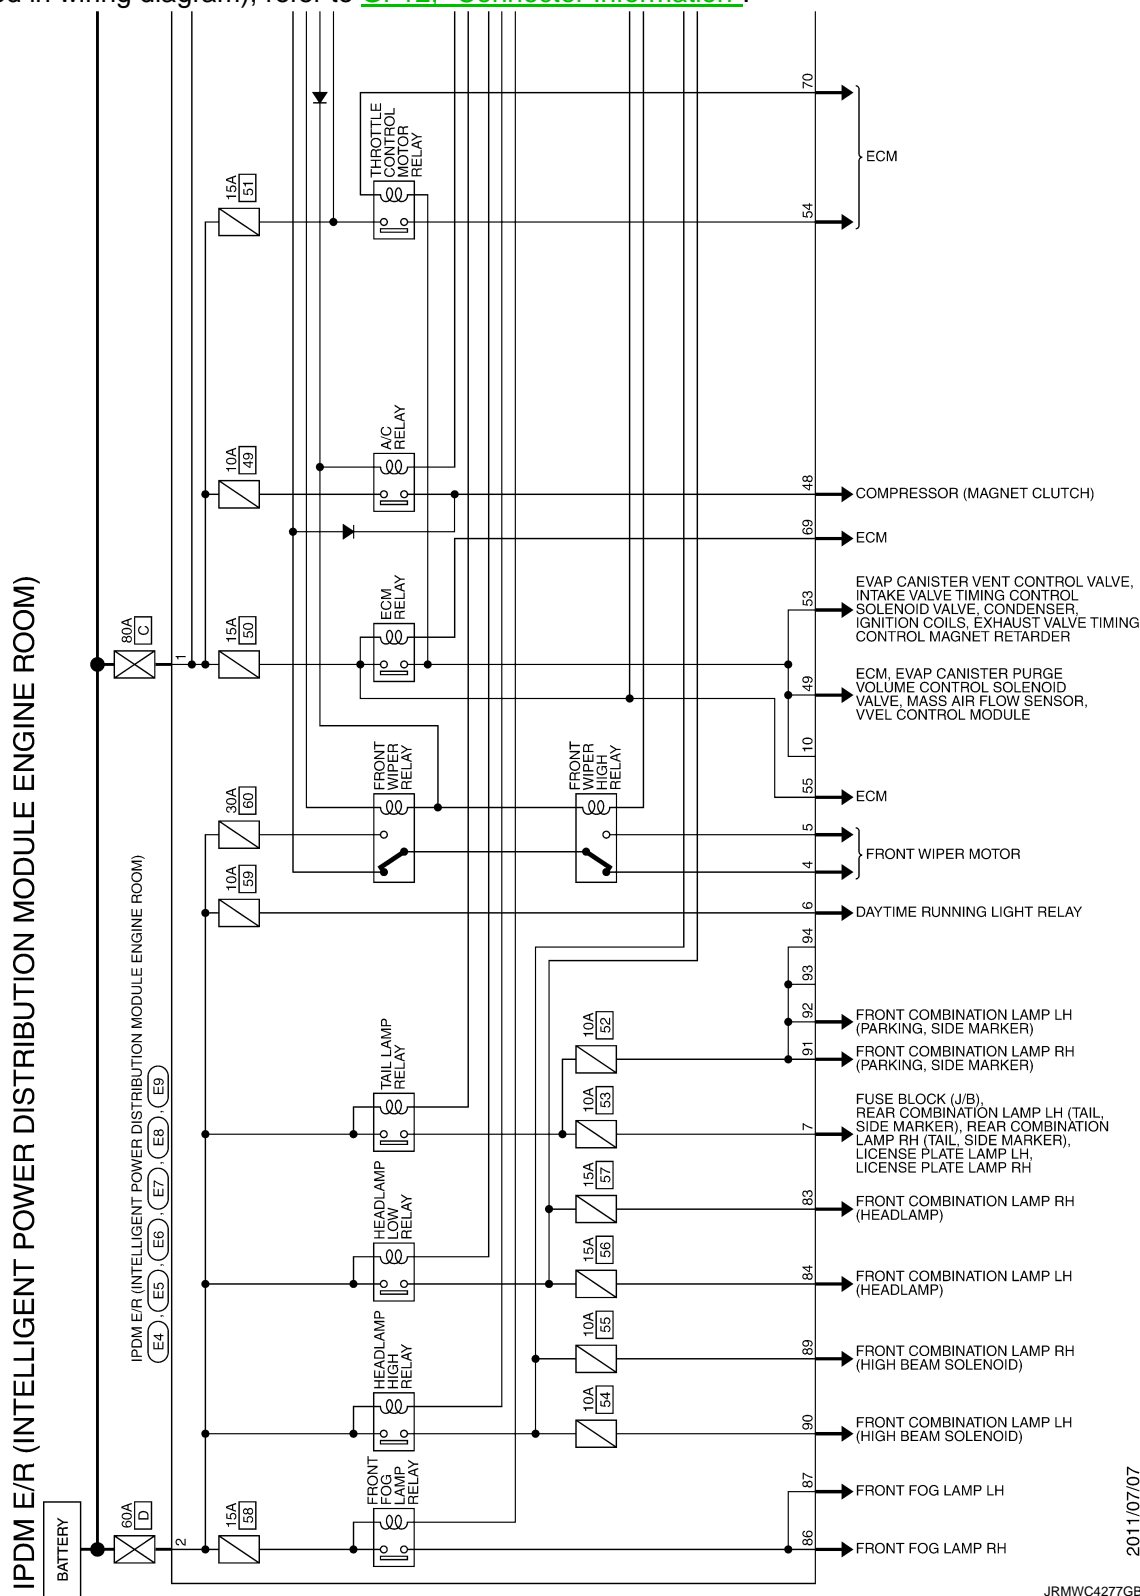 ed in wiring diagram), refer to
IPDM E/R (INTELLIGENT POWER DISTRIBUTION MODULE ENGINE ROOM)
BATTERY
60A
D
80A
C
2
1
IPDM E/R (INTELLIGENT POWER DISTRIBUTION MODULE ENGINE ROOM)
E4 , E5 , E6 , E7 , E8 , E9
15A
51
10A
49
15A
50
30A
60
10A
59
15A
58
THROTTLE
CONTROL
MOTOR
RELAY
A/C
RELAY
ECM
RELAY
FRONT
WIPER
RELAY
FRONT
WIPER
HIGH
RELAY
TAIL LAMP
RELAY
HEADLAMP
LOW
RELAY
HEADLAMP
HIGH
RELAY
FRONT
FOG
LAMP
RELAY
10A
52
10A
53
15A
57
15A
56
10A
55
10A
54
70
54
ECM
48
COMPRESSOR (MAGNET CLUTCH)
69
ECM
53
EVAP CANISTER VENT CONTROL VALVE,
INTAKE VALVE TIMING CONTROL
SOLENOID VALVE, CONDENSER,
IGNITION COILS, EXHAUST VALVE TIMING
CONTROL MAGNET RETARDER
49
ECM, EVAP CANISTER PURGE
VOLUME CONTROL SOLENOID
VALVE, MASS AIR FLOW SENSOR,
VVEL CONTROL MODULE
10
55
ECM
5
4
FRONT WIPER MOTOR
6
DAYTIME RUNNING LIGHT RELAY
94
93
92
FRONT COMBINATION LAMP LH
(PARKING, SIDE MARKER)
91
FRONT COMBINATION LAMP RH
(PARKING, SIDE MARKER)
7
FUSE BLOCK (J/B),
REAR COMBINATION LAMP LH (TAIL,
SIDE MARKER), REAR COMBINATION
LAMP RH (TAIL, SIDE MARKER),
LICENSE PLATE LAMP LH,
LICENSE PLATE LAMP RH
83
FRONT COMBINATION LAMP RH
(HEADLAMP)
84
FRONT COMBINATION LAMP LH
(HEADLAMP)
89
FRONT COMBINATION LAMP RH
(HIGH BEAM SOLENOID)
90
FRONT COMBINATION LAMP LH
(HIGH BEAM SOLENOID)
87
FRONT FOG LAMP LH
86
FRONT FOG LAMP RH
2011/07/07
JRMWC4277GB